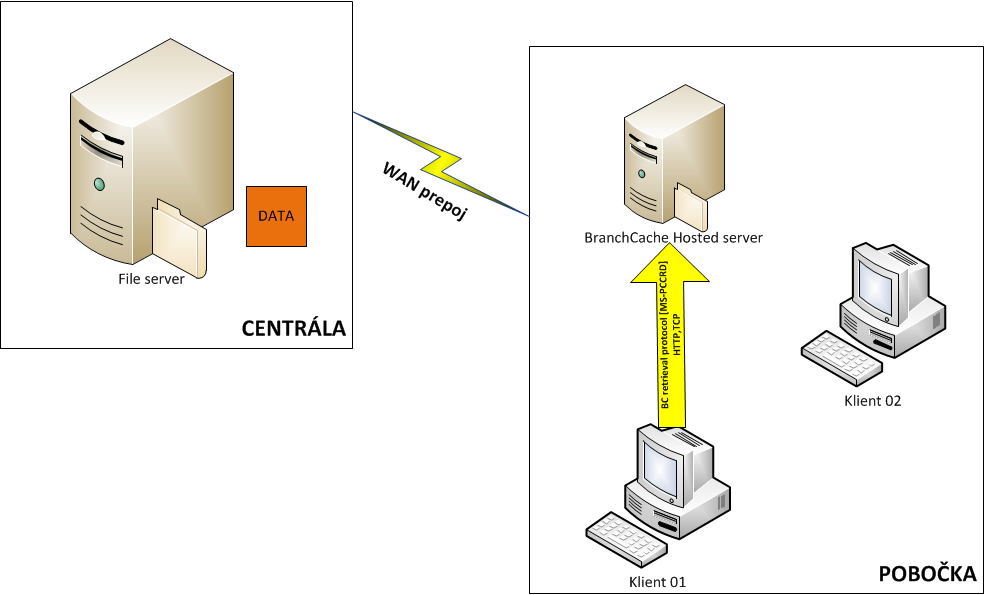 DATA
File server
CENTRÁLA
WAN prepoj
BranchCache Hosted server
BC retrieval protocol [MS-PCCRD]
HTTP,TCP
Klient 02
Klient 01
POBOČKA